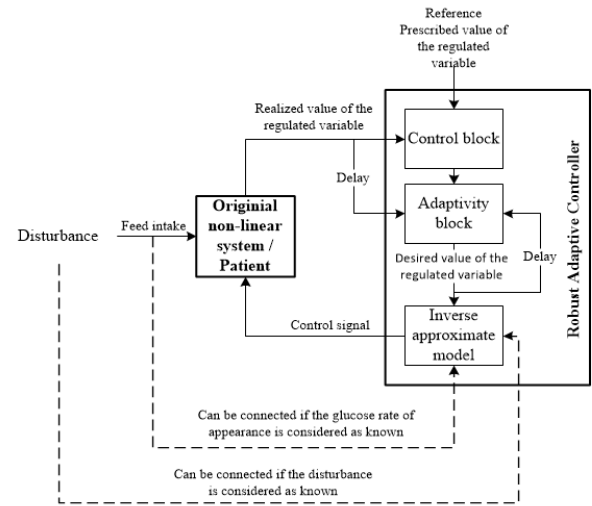 Reference
Prescribed value of
the regulated
variable
Realized value of the
regulated variable
Control block
Delay
Originial
non-linear
system /
Patient
Adaptivity
block
Feed intake
Disturbance
Desired value of the
regulated variable
Delay
Robust Adaptive Controller
Control signal
Inverse
approximate
model
Can be connected if the glucose rate of
appearance is considered as known
Can be connected if the disturbance
is considered as known